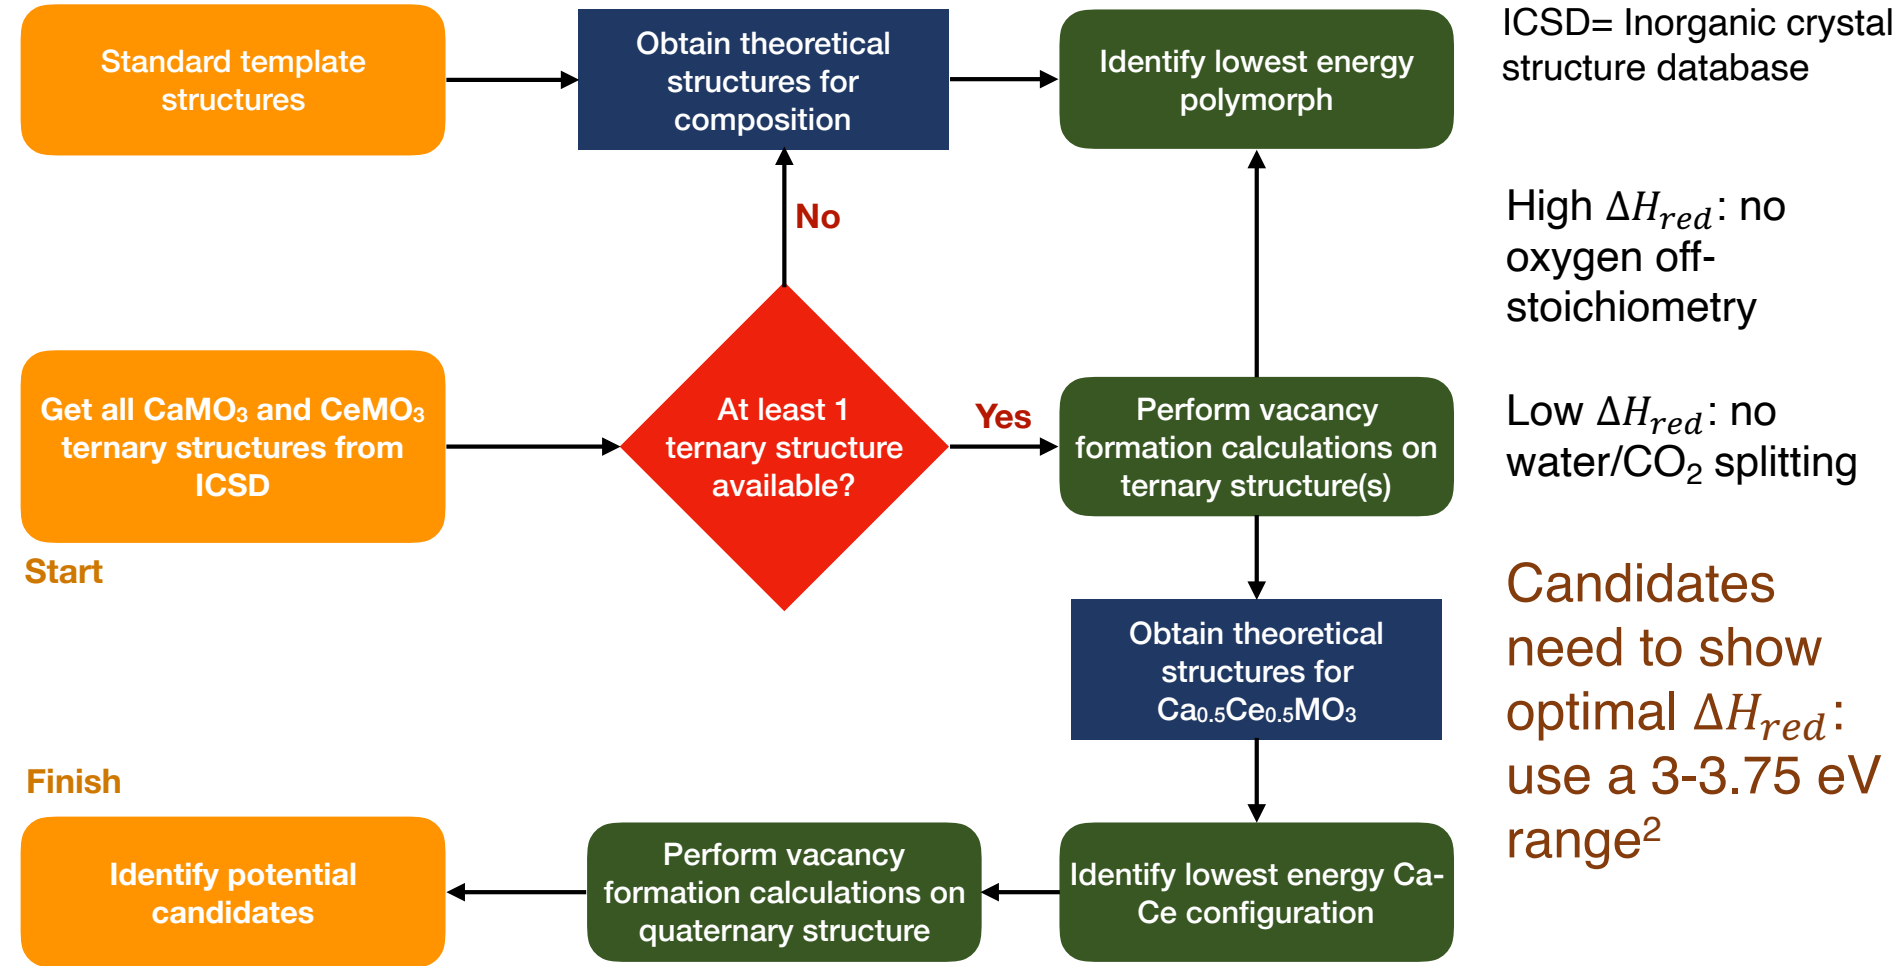 Standard template
structures
Obtain theoretical
structures for
composition
Identify lowest energy
polymorph
ICSD= Inorganic crystal
structure database
No
High ΔH_red: no
oxygen off-
stoichiometry
Get all CaMO₃ and CeMO₃
ternary structures from
ICSD
Start
At least 1
ternary structure
available?
Yes
Perform vacancy
formation calculations on
ternary structure(s)
Low ΔH_red: no
water/CO₂ splitting
Obtain theoretical
structures for
Ca₀.₅Ce₀.₅MO₃
Candidates
need to show
optimal ΔH_red:
use a 3-3.75 eV
range²
Finish
Identify potential
candidates
Perform vacancy
formation calculations on
quaternary structure
Identify lowest energy Ca-
Ce configuration